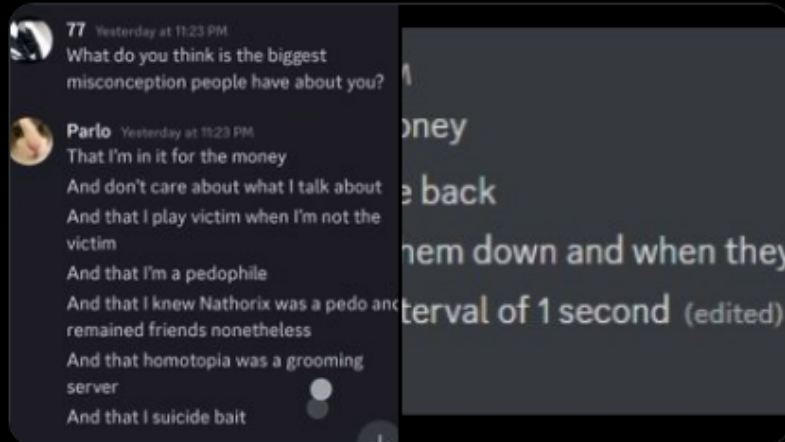 77 Yesterday at 11:23 PM
What do you think is the biggest
misconception people have about you?
Parlo Yesterday at 11:23 PM
That I'm in it for the money
And don't care about what I talk about
And that I play victim when I'm not the
victim
And that I'm a pedophile
And that I knew Nathorix was a pedo and
remained friends nonetheless
And that homotopia was a grooming
server
And that I suicide bait
oney
e back
hem down and when they
terval of 1 second (edited)